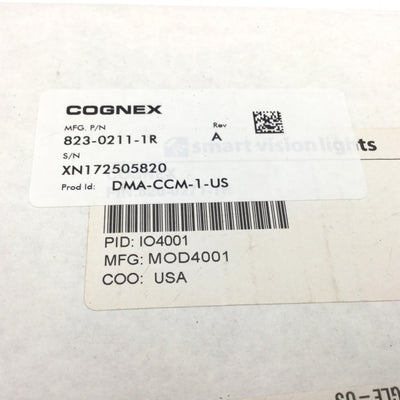 COGNEX
MFG. P/N
Rev
823-0211-1R
A
S/N
XN172505820
Prod Id: DMA-CCM-1-US
smart vision lights
PID: IO4001
MFG: MOD4001
COO: USA